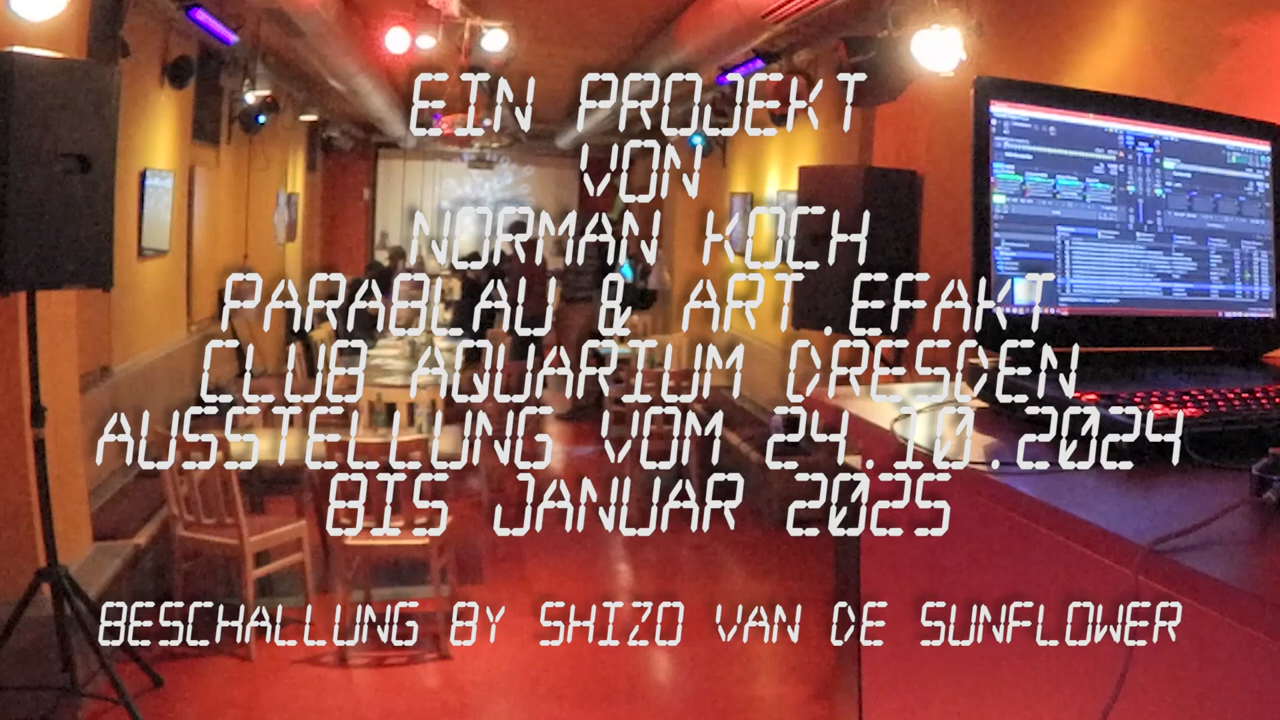 EIN PROJEKT
VON
NORMAN KOCH
PARABLAU & ART.EFAKT
CLUB AQUARIUM DRESDEN
AUSSTELLUNG VOM 24.10.2024
BIS JANUAR 2025
BESCHALLUNG BY SHIZO VAN DE SUNFLOWER